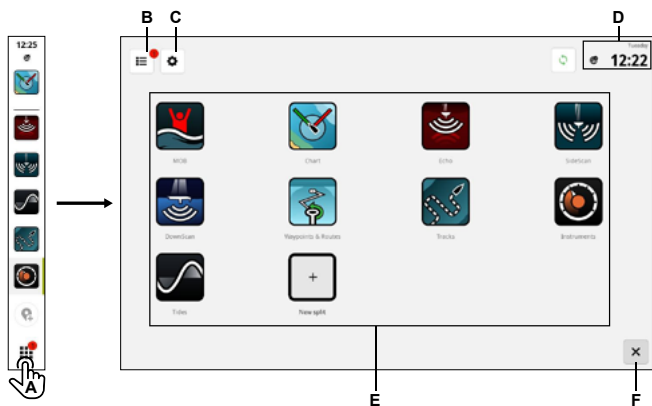 B
C
D
12:25
Tuesday
12:22
MOB
Chart
Echo
SideScan
DownScan
Waypoints & Routes
Tracks
Instruments
Tides
New split
A
E
F